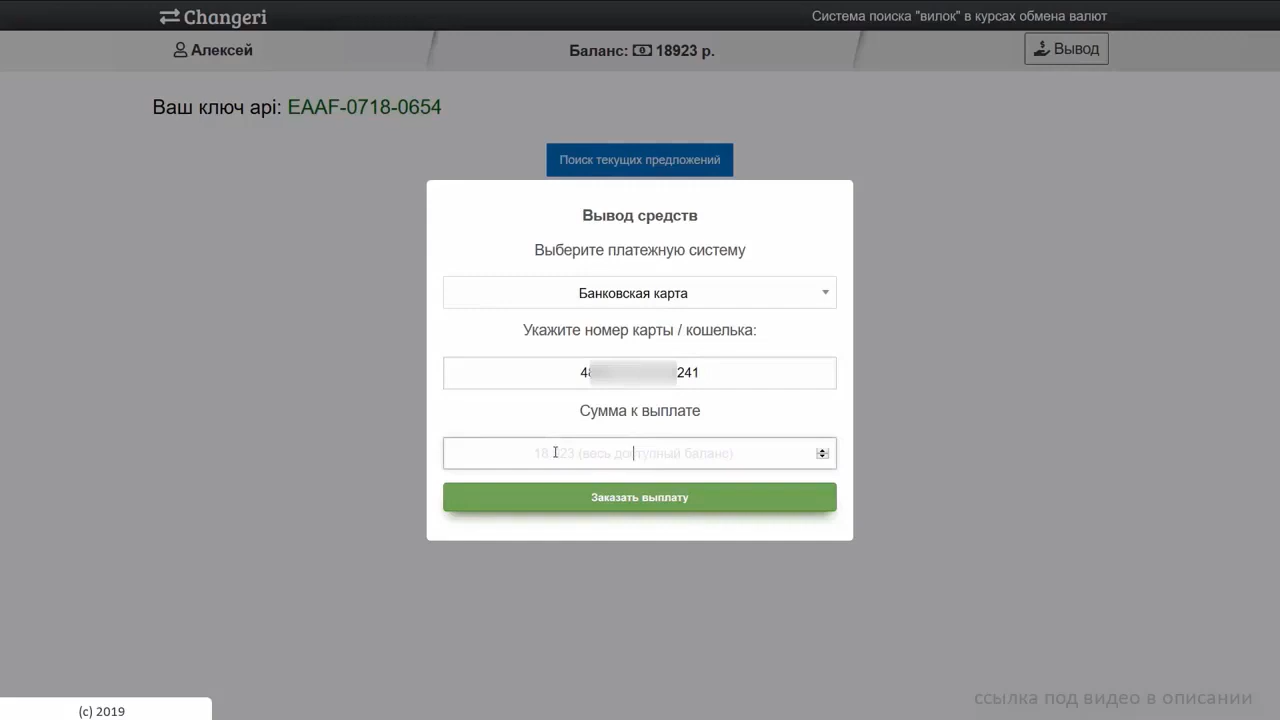 Changeri
Система поиска "вилок" в курсах обмена валют
Алексей
Баланс: 18923 р.
Вывод
Ваш ключ api: EAAF-0718-0654
Поиск текущих предложений
Вывод средств
Выберите платежную систему
Банковская карта
Укажите номер карты / кошелька:
48 241
Сумма к выплате
(весь доступный баланс)
Заказать выплату
ссылка под видео в описании
(c) 2019